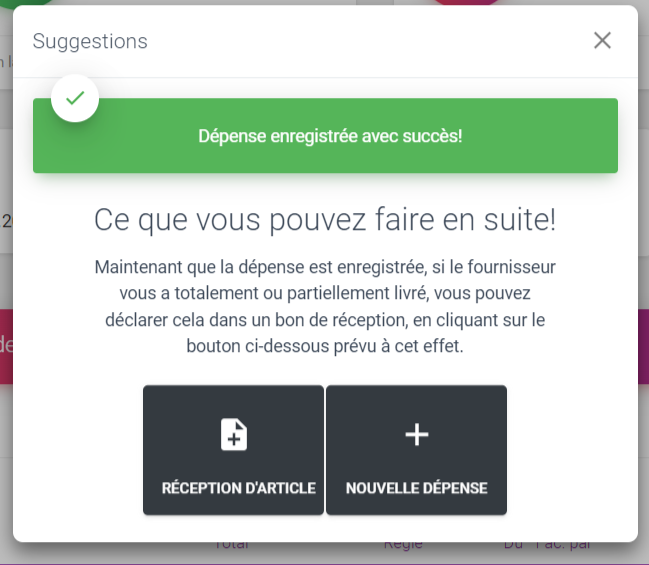 Suggestions
Dépense enregistrée avec succès!
Ce que vous pouvez faire en suite!
Maintenant que la dépense est enregistrée, si le fournisseur
vous a totalement ou partiellement livré, vous pouvez
déclarer cela dans un bon de réception, en cliquant sur le
bouton ci-dessous prévu à cet effet.
RÉCEPTION D'ARTICLE
NOUVELLE DÉPENSE